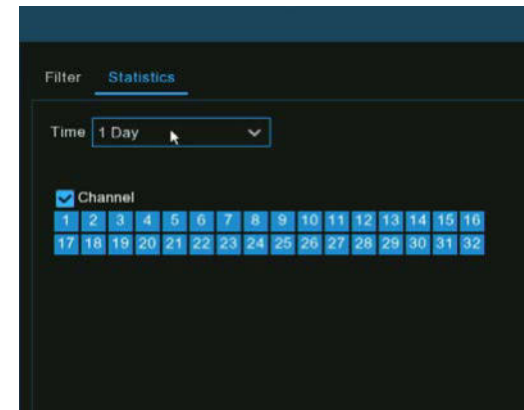 Filter Statistics
Time 1 Day
Channel
1 2 3 4 5 6 7 8 9 10 11 12 13 14 15 16
17 18 19 20 21 22 23 24 25 26 27 28 29 30 31 32